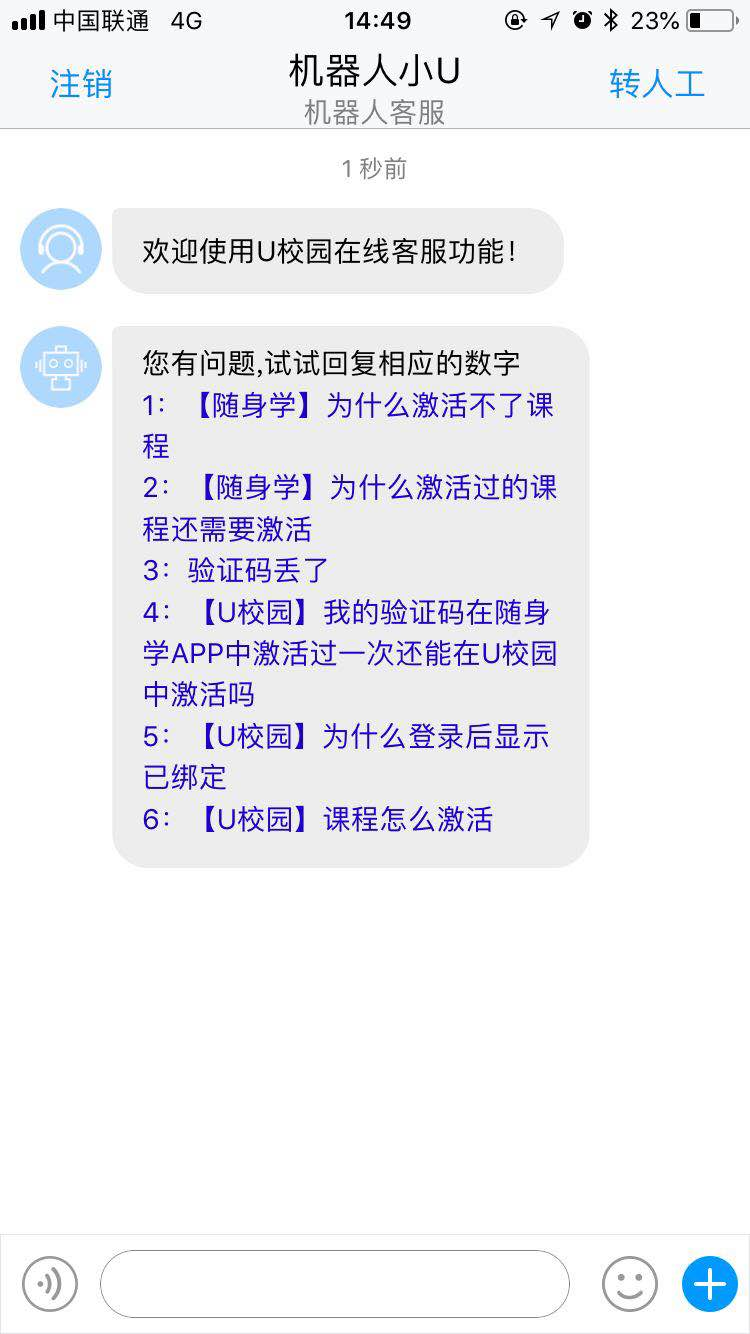 中国联通 4G 14:49 23%
注销 机器人小U 转人工
机器人客服
1 秒前
欢迎使用U校园在线客服功能！
您有问题,试试回复相应的数字
1：【随身学】为什么激活不了课
程
2：【随身学】为什么激活过的课
程还需要激活
3：验证码丢了
4：【U校园】我的验证码在随身
学APP中激活过一次还能在U校园
中激活吗
5：【U校园】为什么登录后显示
已绑定
6：【U校园】课程怎么激活